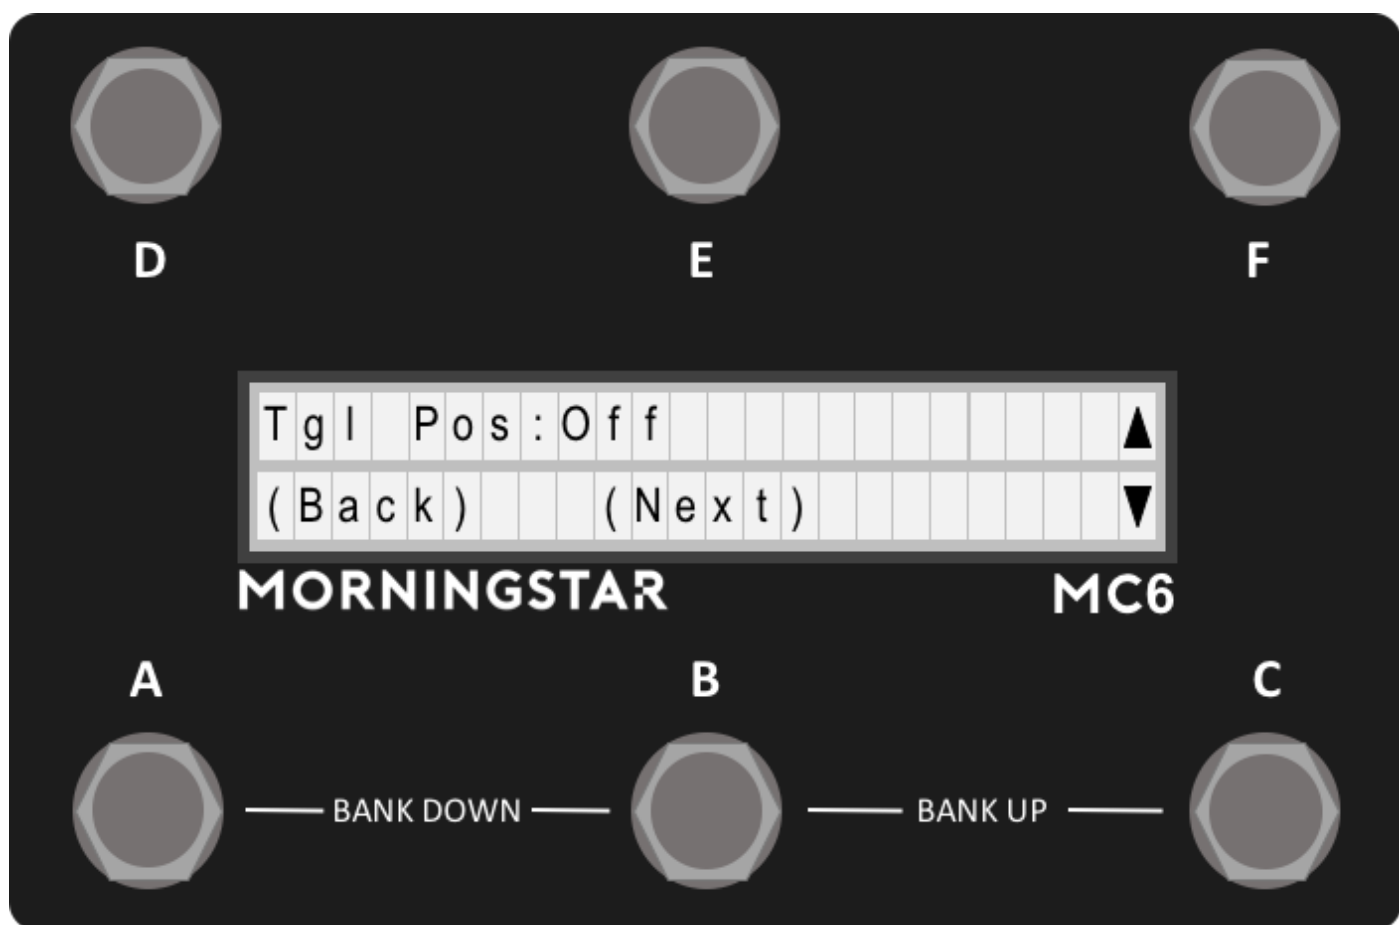 D E F
Tgl Pos:Off ▲
(Back) (Next) ▼
MORNINGSTAR MC6
A B C
BANK DOWN BANK UP